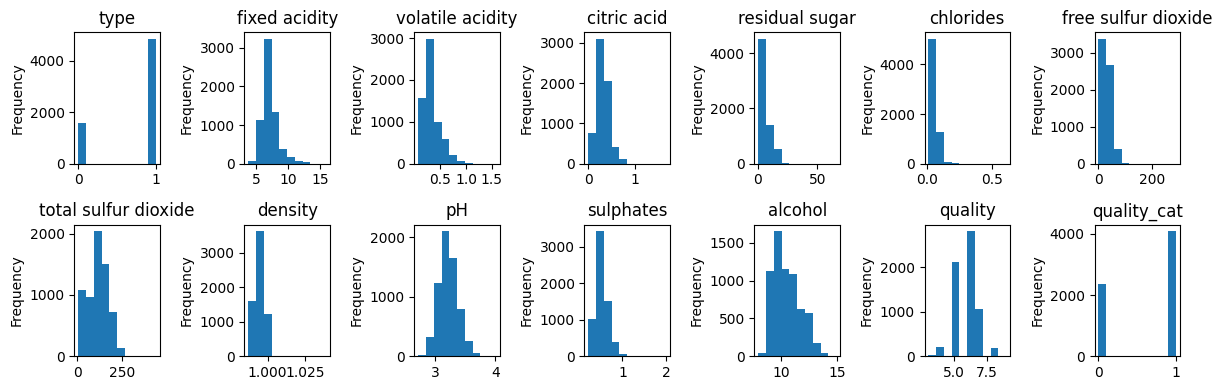 type
fixed acidity
volatile acidity
citric acid
residual sugar
chlorides
free sulfur dioxide
Frequency
4000
2000
0
0
1
Frequency
3000
2000
1000
0
5
10
15
Frequency
3000
2000
1000
0
0.5
1.0
1.5
Frequency
3000
2000
1000
0
0
1
Frequency
4000
2000
0
0
50
Frequency
4000
2000
0
0.0
0.5
Frequency
3000
2000
1000
0
0
200
total sulfur dioxide
density
pH
sulphates
alcohol
quality
quality_cat
Frequency
2000
1000
0
0
250
Frequency
3000
2000
1000
0
1.000
1.025
Frequency
2000
1000
0
3
4
Frequency
3000
2000
1000
0
1
2
Frequency
1500
1000
500
0
10
15
Frequency
2000
1000
0
5.0
7.5
Frequency
4000
2000
0
0
1